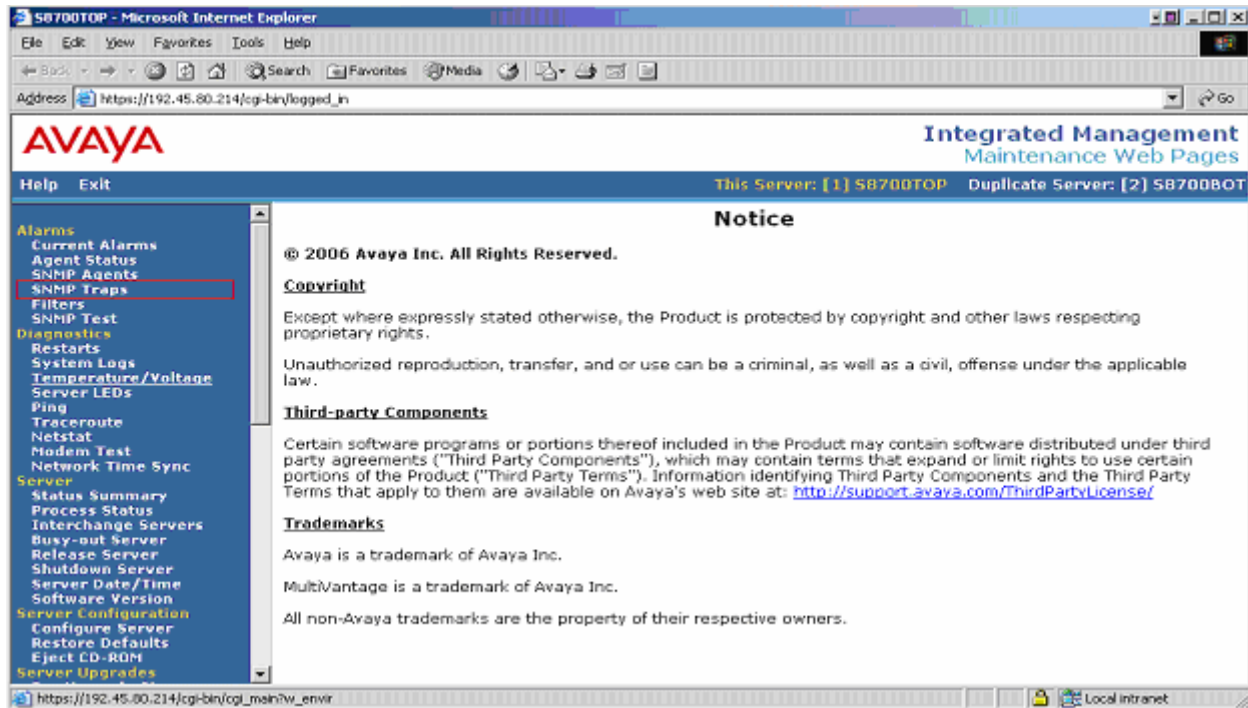 S8700TOP - Microsoft Internet Explorer
File Edit View Favorites Tools Help
Back Search Favorites Media
Address https://192.45.80.214/cgi-bin/logged_in Go
AVAYA
Integrated Management
Maintenance Web Pages
Help Exit
This Server: [1] S8700TOP Duplicate Server: [2] S8700BOT
Alarms
Current Alarms
Agent Status
SNMP Agents
SNMP Traps
Filters
SNMP Test
Diagnostics
Restarts
System Logs
Temperature/Voltage
Server LEDs
Ping
Traceroute
Netstat
Modem Test
Network Time Sync
Server
Status Summary
Process Status
Interchange Servers
Busy-out Server
Release Server
Shutdown Server
Server Date/Time
Software Version
Server Configuration
Configure Server
Restore Defaults
Eject CD-ROM
Server Upgrades
Notice
© 2006 Avaya Inc. All Rights Reserved.
Copyright
Except where expressly stated otherwise, the Product is protected by copyright and other laws respecting
proprietary rights.
Unauthorized reproduction, transfer, and or use can be a criminal, as well as a civil, offense under the applicable
law.
Third-party Components
Certain software programs or portions thereof included in the Product may contain software distributed under third
party agreements ("Third Party Components"), which may contain terms that expand or limit rights to use certain
portions of the Product ("Third Party Terms"). Information identifying Third Party Components and the Third Party
Terms that apply to them are available on Avaya's web site at: http://support.avaya.com/ThirdPartyLicense/
Trademarks
Avaya is a trademark of Avaya Inc.
MultiVantage is a trademark of Avaya Inc.
All non-Avaya trademarks are the property of their respective owners.
https://192.45.80.214/cgi-bin/cgi_main?w_envir
Local intranet